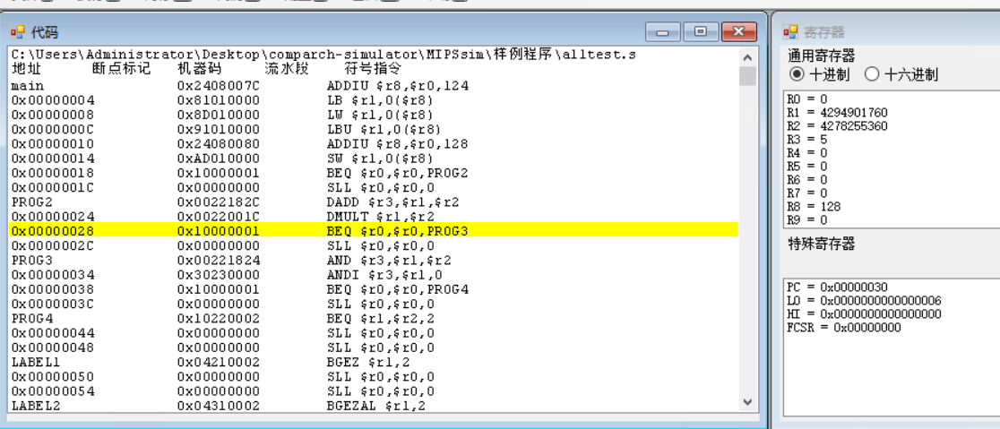 代码
C:\Users\Administrator\Desktop\comparch-simulator\MIPSsim\样例程序\alltest.s
地址 断点标记 机器码 流水段 符号指令
main 0x2408007C ADDIU $r8,$r0,124
0x00000004 0x81010000 LB $r1,0($r8)
0x00000008 0x8D010000 LW $r1,0($r8)
0x0000000C 0x91010000 LBU $r1,0($r8)
0x00000010 0x24080080 ADDIU $r8,$r0,128
0x00000014 0xAD010000 SW $r1,0($r8)
0x00000018 0x10000001 BEQ $r0,$r0,PROG2
0x0000001C 0x00000000 SLL $r0,$r0,0
PROG2 0x0022182C DADD $r3,$r1,$r2
0x00000024 0x0022001C DMULT $r1,$r2
0x00000028 0x10000001 BEQ $r0,$r0,PROG3
0x0000002C 0x00000000 SLL $r0,$r0,0
PROG3 0x00221824 AND $r3,$r1,$r2
0x00000034 0x30230000 ANDI $r3,$r1,0
0x00000038 0x10000001 BEQ $r0,$r0,PROG4
0x0000003C 0x00000000 SLL $r0,$r0,0
PROG4 0x10220002 BEQ $r1,$r2,2
0x00000044 0x00000000 SLL $r0,$r0,0
0x00000048 0x00000000 SLL $r0,$r0,0
LABEL1 0x04210002 BGEZ $r1,2
0x00000050 0x00000000 SLL $r0,$r0,0
0x00000054 0x00000000 SLL $r0,$r0,0
LABEL2 0x04310002 BGEZAL $r1,2
寄存器
通用寄存器
十进制 十六进制
R0 = 0
R1 = 4294901760
R2 = 4278255360
R3 = 5
R4 = 0
R5 = 0
R6 = 0
R7 = 0
R8 = 128
R9 = 0
特殊寄存器
PC = 0x00000030
LO = 0x0000000000000006
HI = 0x0000000000000000
FCSR = 0x00000000